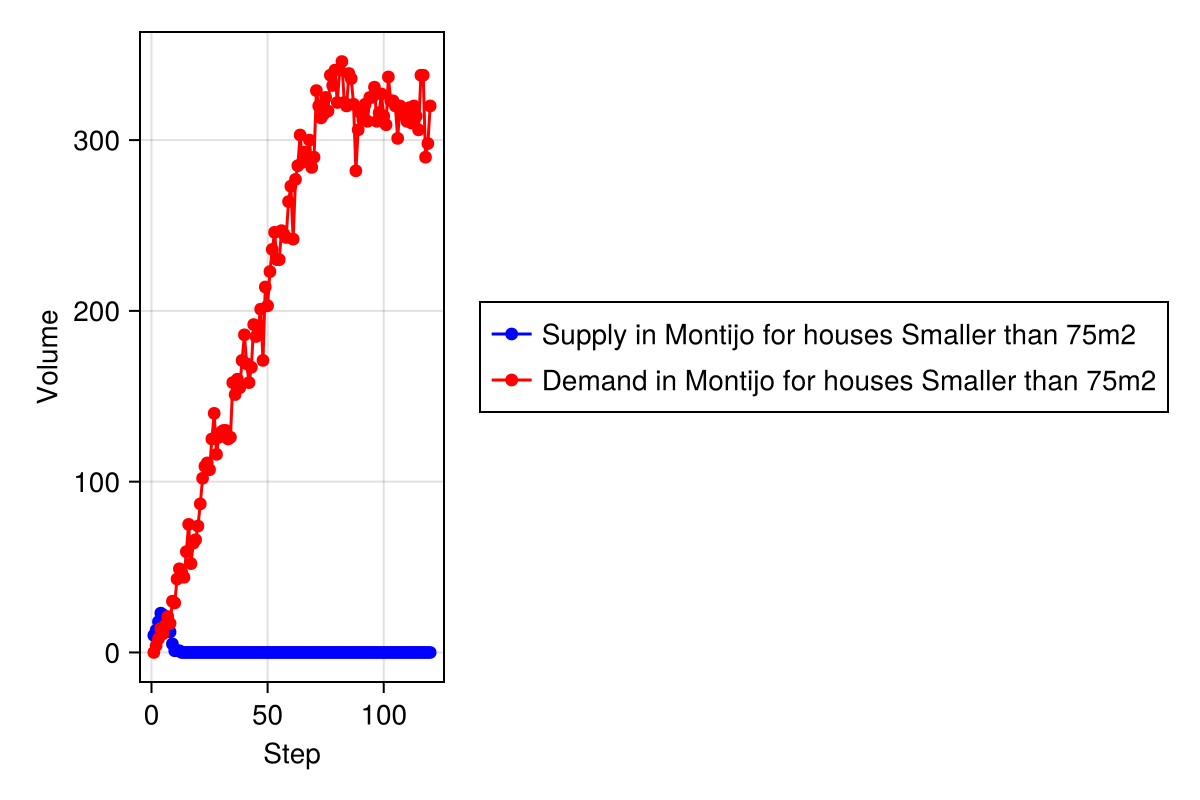 300
200
100
0
Volume
0 50 100
Step
Supply in Montijo for houses Smaller than 75m2
Demand in Montijo for houses Smaller than 75m2